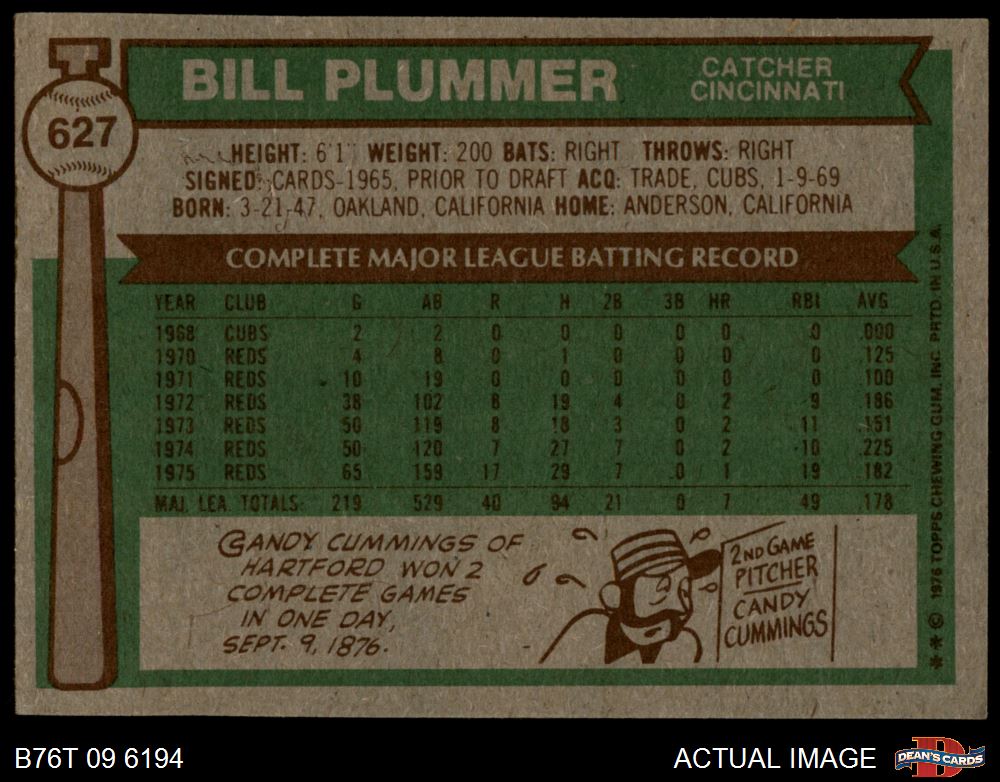 627
BILL PLUMMER
CATCHER
CINCINNATI
HEIGHT: 6'1" WEIGHT: 200 BATS: RIGHT THROWS: RIGHT
SIGNED: CARDS-1965, PRIOR TO DRAFT ACQ: TRADE, CUBS, 1-9-69
BORN: 3-21-47, OAKLAND, CALIFORNIA HOME: ANDERSON, CALIFORNIA
COMPLETE MAJOR LEAGUE BATTING RECORD
YEAR CLUB G AB R H 2B 3B HR RBI AVG.
1968 CUBS 2 2 0 0 0 0 0 0 .000
1970 REDS 4 8 0 1 0 0 0 0 .125
1971 REDS 10 19 0 0 0 0 0 0 .100
1972 REDS 38 102 8 19 4 0 2 9 .186
1973 REDS 50 119 8 18 3 0 2 11 .151
1974 REDS 50 120 7 27 7 0 2 10 .225
1975 REDS 65 159 17 29 7 0 1 19 .182
MAJ. LEA. TOTALS: 219 529 40 94 21 0 7 49 .178
CANDY CUMMINGS OF
HARTFORD WON 2
COMPLETE GAMES
IN ONE DAY,
SEPT. 9, 1876.
2ND GAME
PITCHER
CANDY
CUMMINGS
** © 1976 TOPPS CHEWING GUM, INC. PRTD. IN U.S.A.
B76T 09 6194
ACTUAL IMAGE
D
DEAN'S CARDS